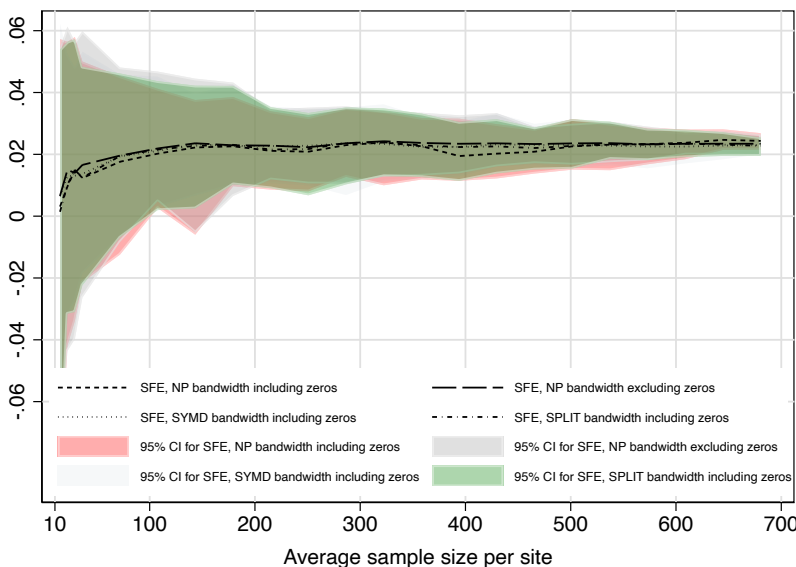 .06
.04
.02
0
-.02
-.04
-.06
SFE, NP bandwidth including zeros
SFE, NP bandwidth excluding zeros
SFE, SYMD bandwidth including zeros
SFE, SPLIT bandwidth including zeros
95% CI for SFE, NP bandwidth including zeros
95% CI for SFE, NP bandwidth excluding zeros
95% CI for SFE, SYMD bandwidth including zeros
95% CI for SFE, SPLIT bandwidth including zeros
10 100 200 300 400 500 600 700
Average sample size per site